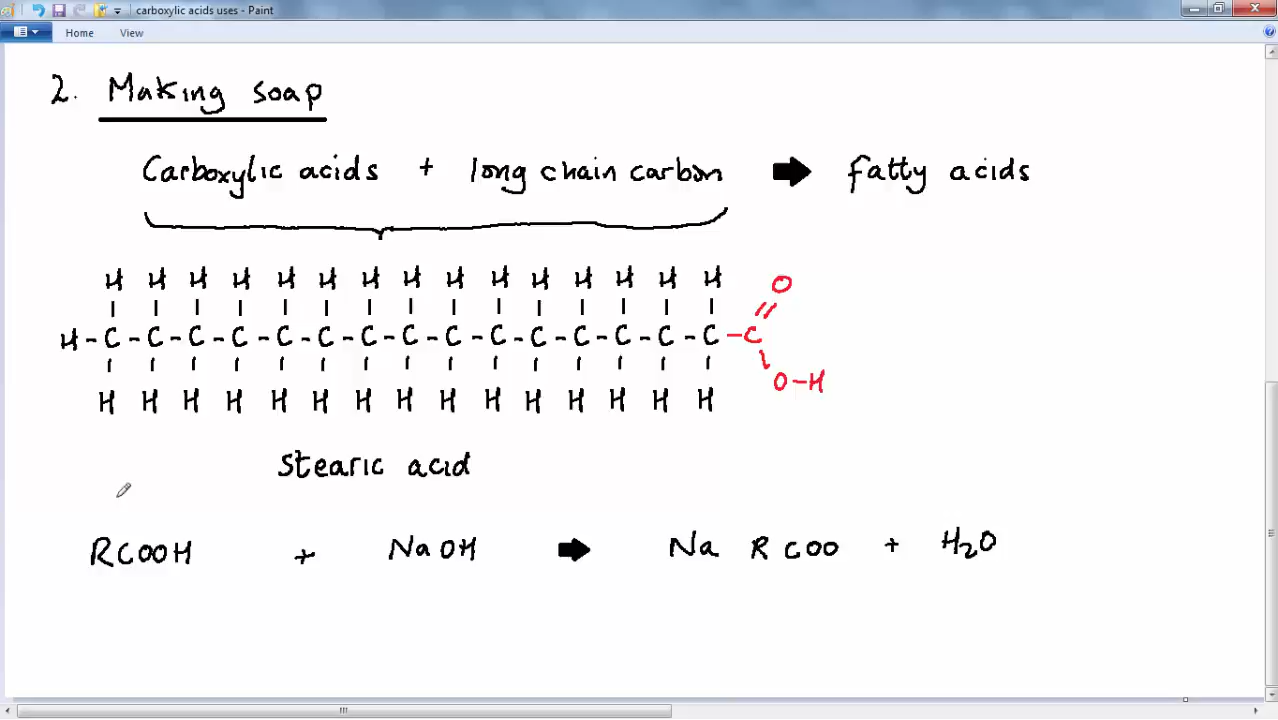 carboxylic acids uses - Paint
Home View
2. Making soap
Carboxylic acids + long chain carbon ➡ fatty acids
H H H H H H H H H H H H H H H O
H-C-C-C-C-C-C-C-C-C-C-C-C-C-C-C-C
H H H H H H H H H H H H H H H O-H
Stearic acid
RCOOH + NaOH ➡ Na RCOO + H₂O